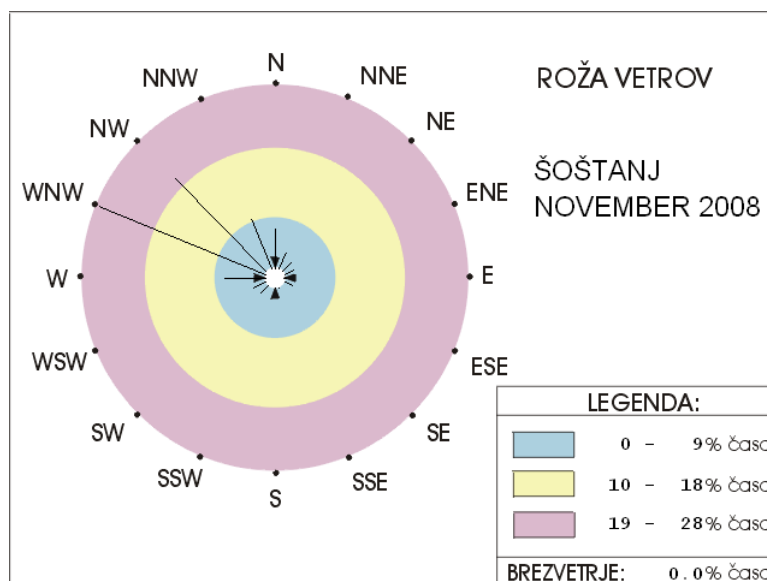 ROŽA VETROV
ŠOŠTANJ
NOVEMBER 2008
N
NNE
NE
ENE
E
ESE
SE
SSE
S
SSW
SW
WSW
W
WNW
NW
NNW
LEGENDA:
0 - 9% časa
10 - 18% časa
19 - 28% časa
BREZVETRJE: 0.0% časa